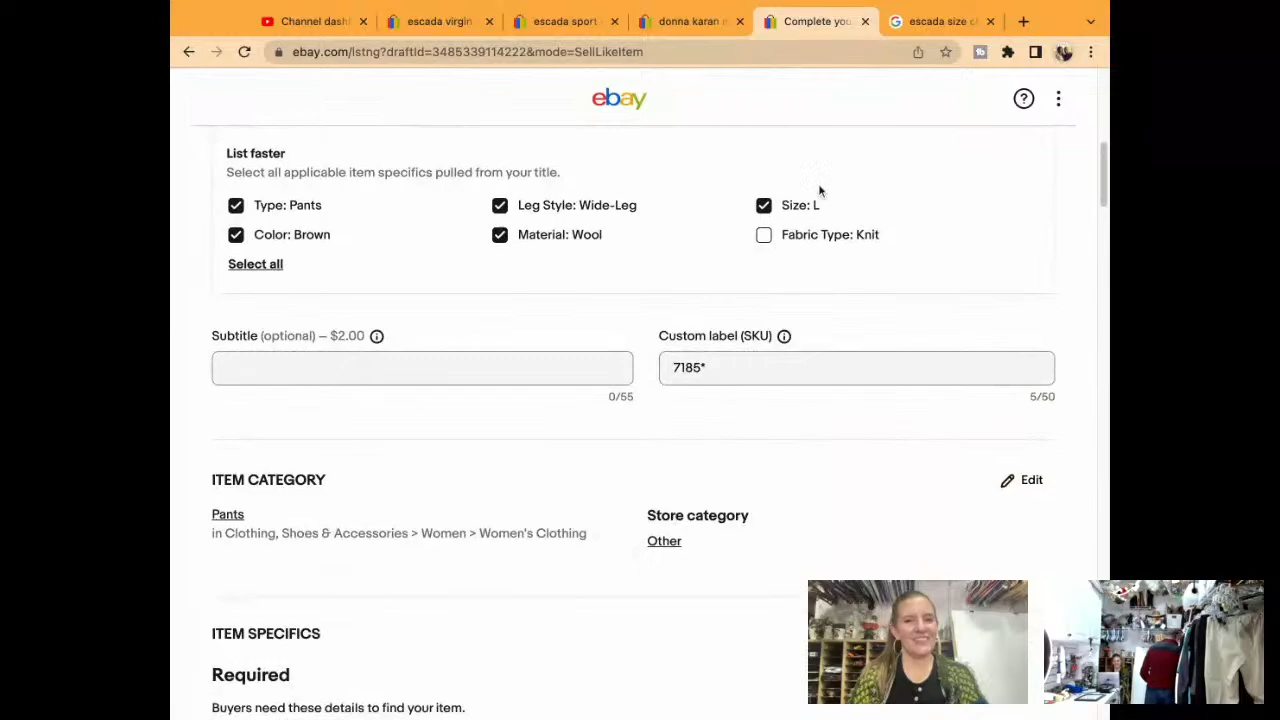 Channel dash
escada virgin
escada sport
donna karan
Complete you
escada size c
ebay.com/lstng?draftId=3485339114222&mode=SellLikeItem
ebay
List faster
Select all applicable item specifics pulled from your title.
Type: Pants
Leg Style: Wide-Leg
Size: L
Color: Brown
Material: Wool
Fabric Type: Knit
Select all
Subtitle (optional) – $2.00
Custom label (SKU)
7185*
0/55
5/50
ITEM CATEGORY
Edit
Pants
Store category
in Clothing, Shoes & Accessories > Women > Women's Clothing
Other
ITEM SPECIFICS
Required
Buyers need these details to find your item.